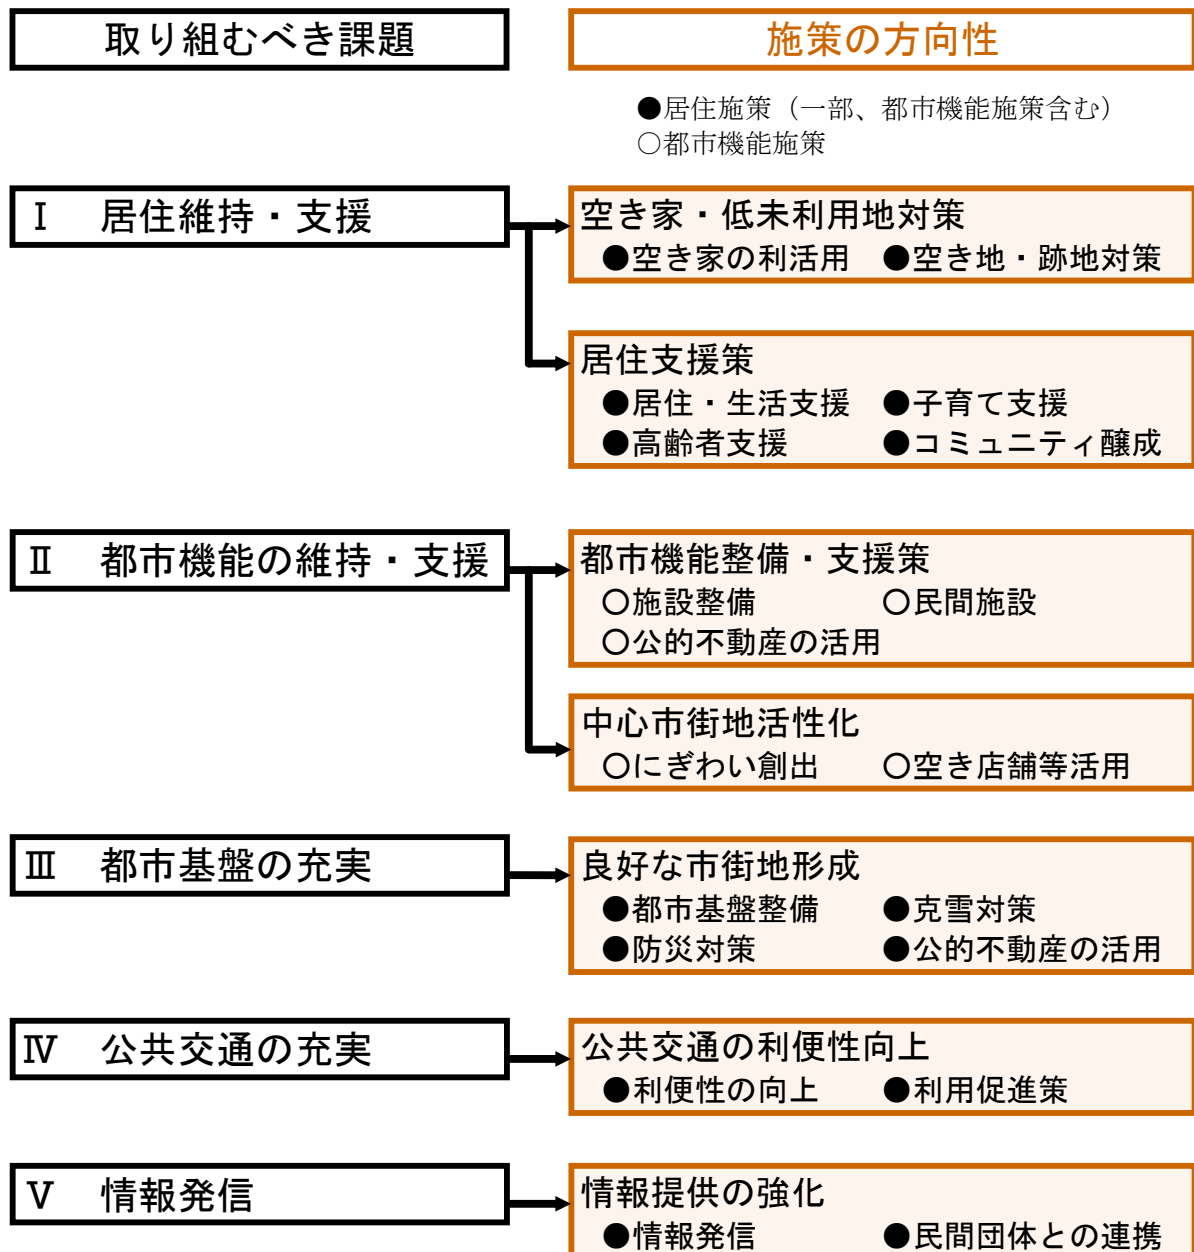 取り組むべき課題
施策の方向性
●居住施策（一部、都市機能施策含む）
○都市機能施策
Ⅰ 居住維持・支援
空き家・低未利用地対策
●空き家の利活用 ●空き地・跡地対策
居住支援策
●居住・生活支援 ●子育て支援
●高齢者支援 ●コミュニティ醸成
Ⅱ 都市機能の維持・支援
都市機能整備・支援策
○施設整備 ○民間施設
○公的不動産の活用
中心市街地活性化
○にぎわい創出 ○空き店舗等活用
Ⅲ 都市基盤の充実
良好な市街地形成
●都市基盤整備 ●克雪対策
●防災対策 ●公的不動産の活用
Ⅳ 公共交通の充実
公共交通の利便性向上
●利便性の向上 ●利用促進策
Ⅴ 情報発信
情報提供の強化
●情報発信 ●民間団体との連携